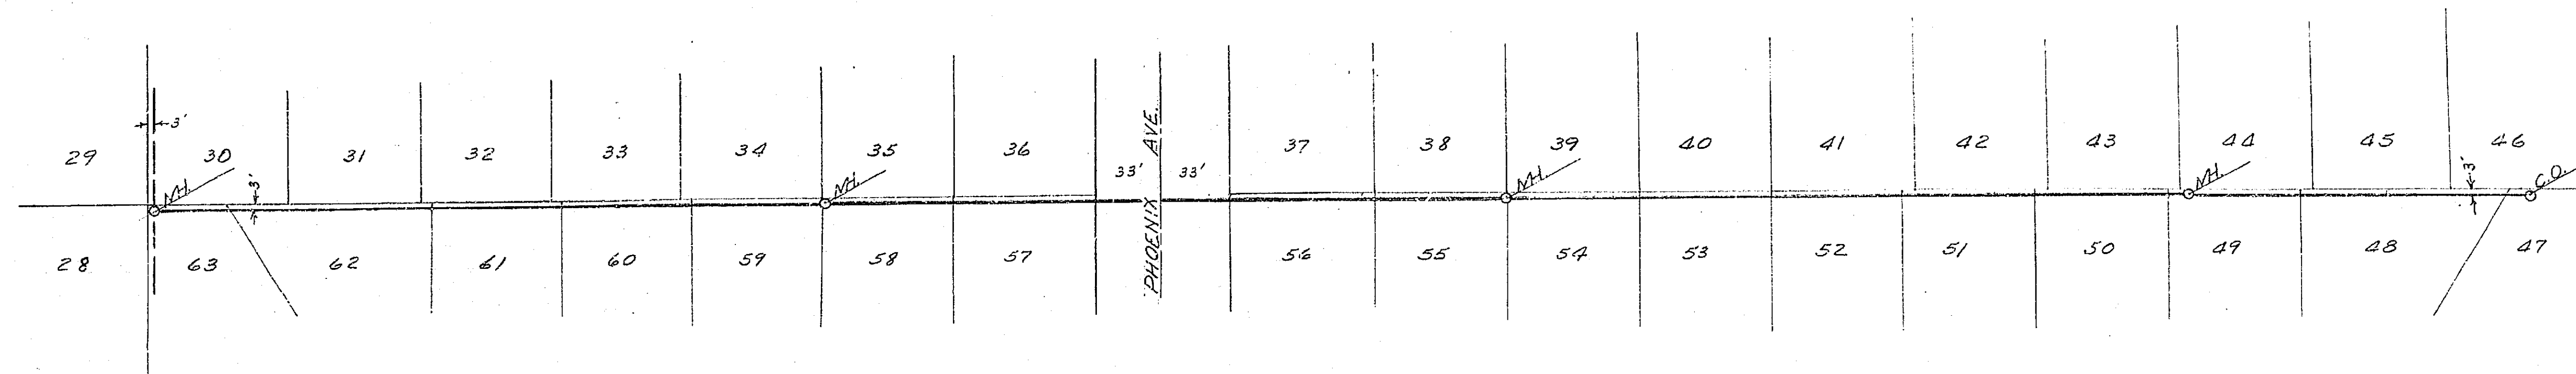 3'
29 30 31 32 33 34 35 36 37 38 39 40 41 42 43 44 45 46
33' 33'
PHOENIX AVE.
M.H. 3' M.H. M.H. M.H. 3' C.O.
28 63 62 61 60 59 58 57 56 55 54 53 52 51 50 49 48 47